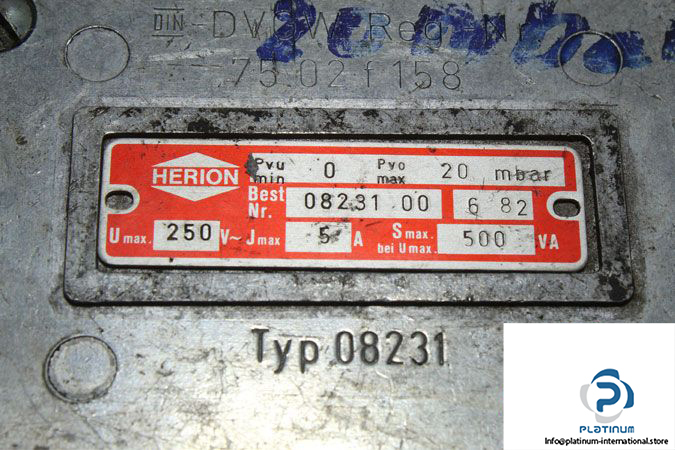 DIN-DVGW Reg.-Nr.
75 02 f 158
HERION
Pvu min 0 Pvo max 20 mbar
Best Nr. 08231.00 6 82
U max. 250 V~ J max 5 A S max. bei U max. 500 VA
Typ 08231
PLATINUM
Info@platinum-international.store